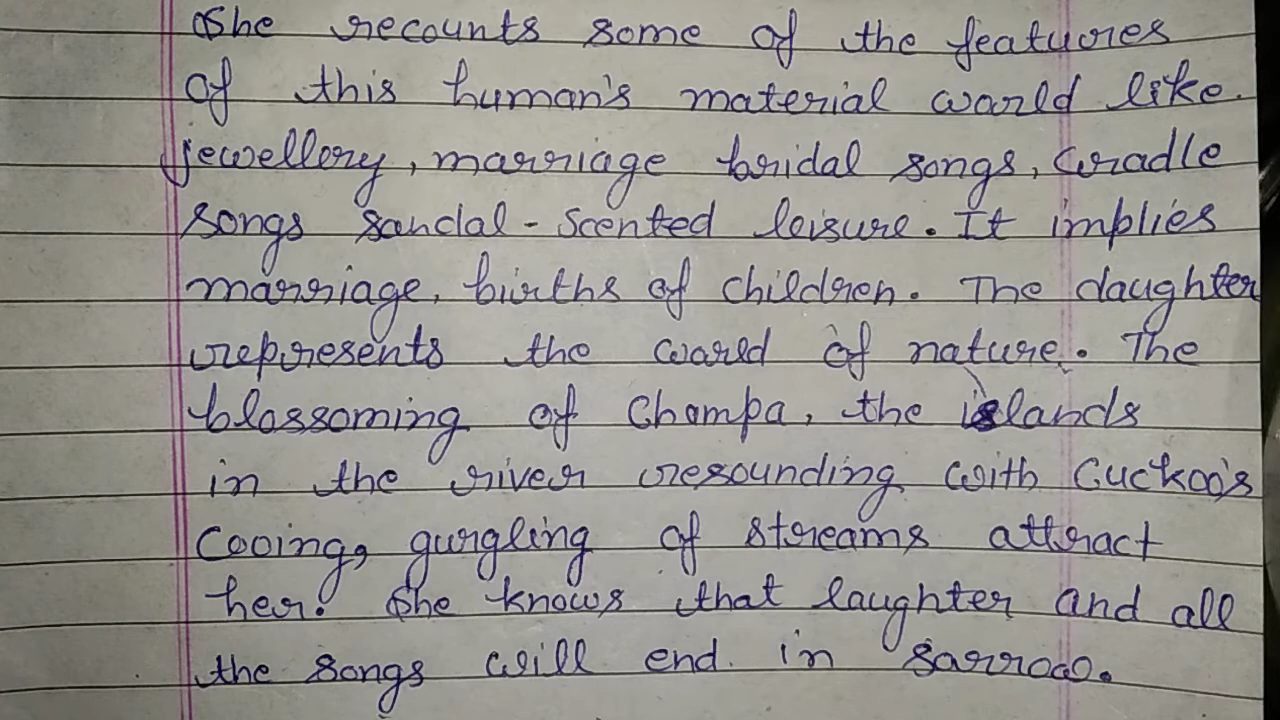 She recounts some of the features
of this human's material world like.
jewellory, marriage bridal songs, cradle
songs sandal-scented leisure. It implies
marriage, births of children. The daughter
represents the world of nature. The
blossoming of Champa, the islands
in the river resounding with Cuckoo's
cooing, gurgling of streams attract
her. She knows that laughter and all
the songs will end in sorrow.